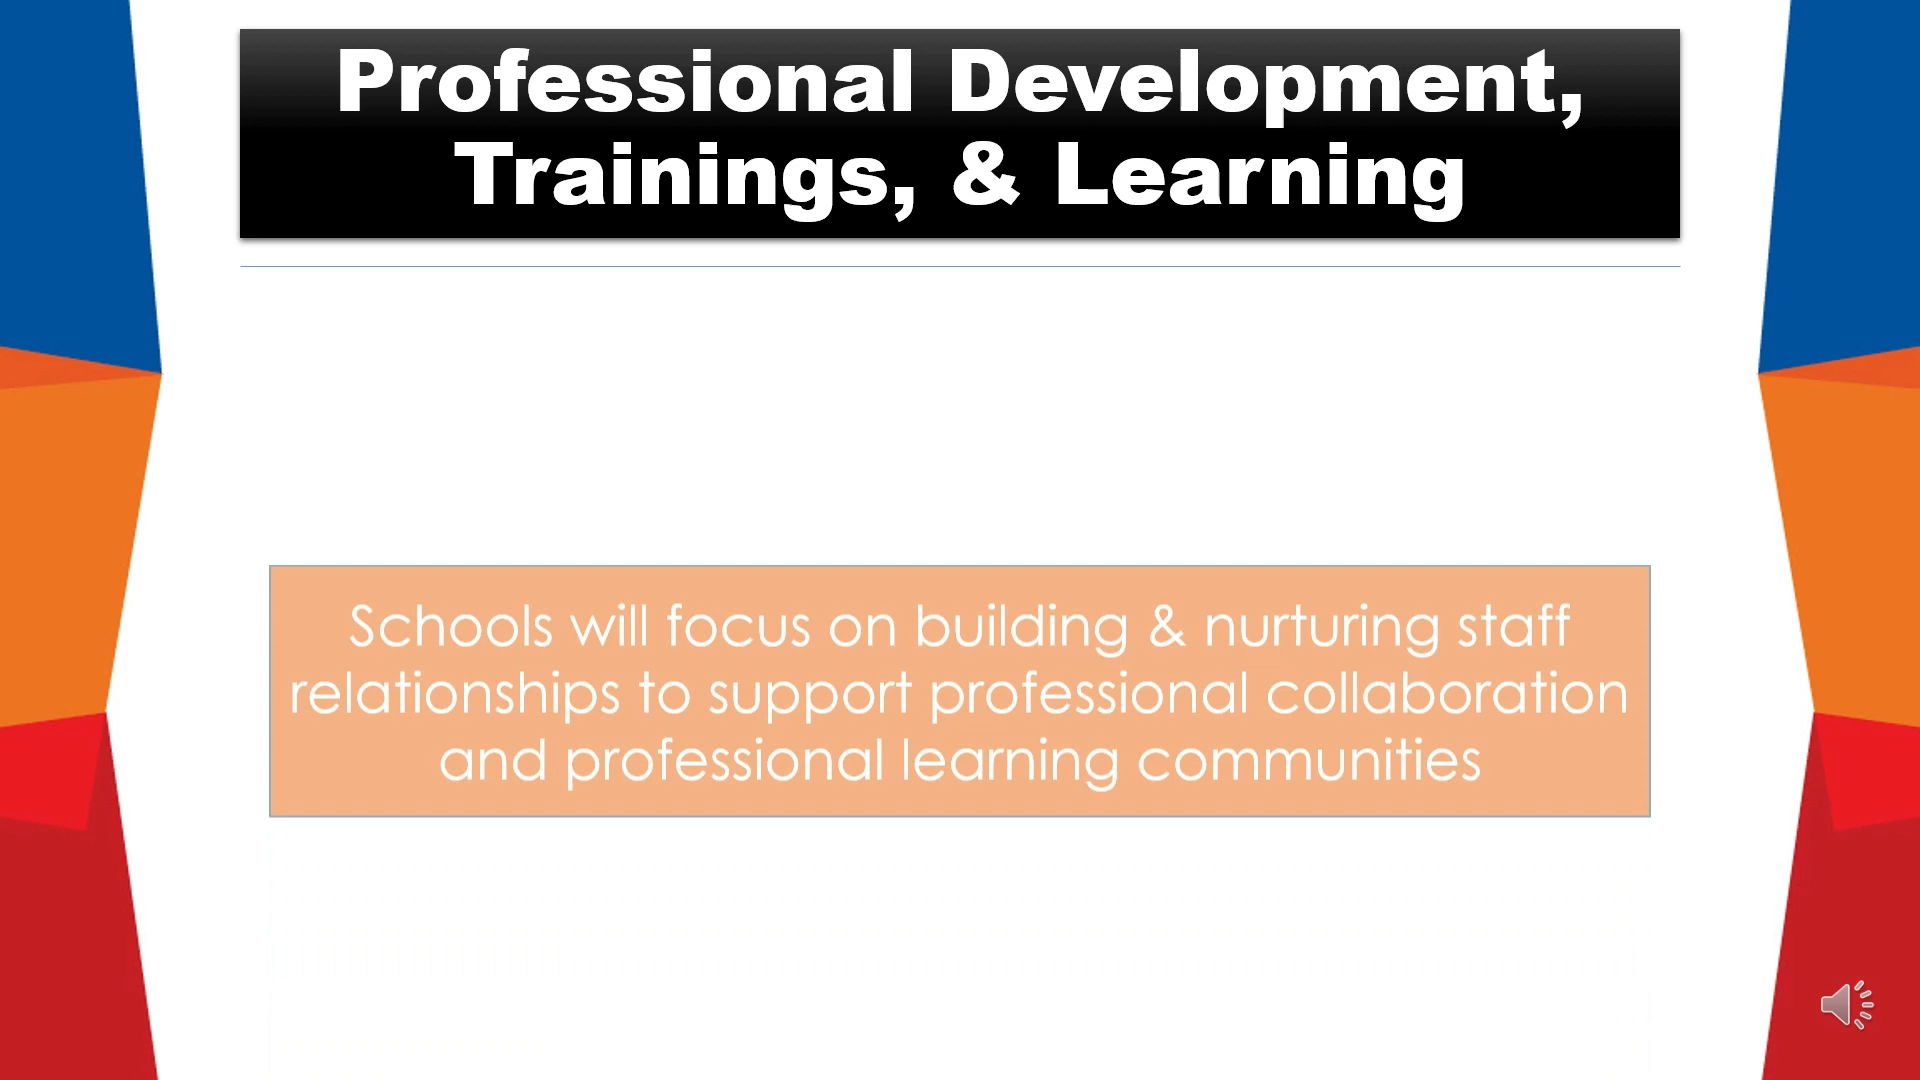 Professional Development,
Trainings, & Learning
Schools will focus on building & nurturing staff
relationships to support professional collaboration
and professional learning communities